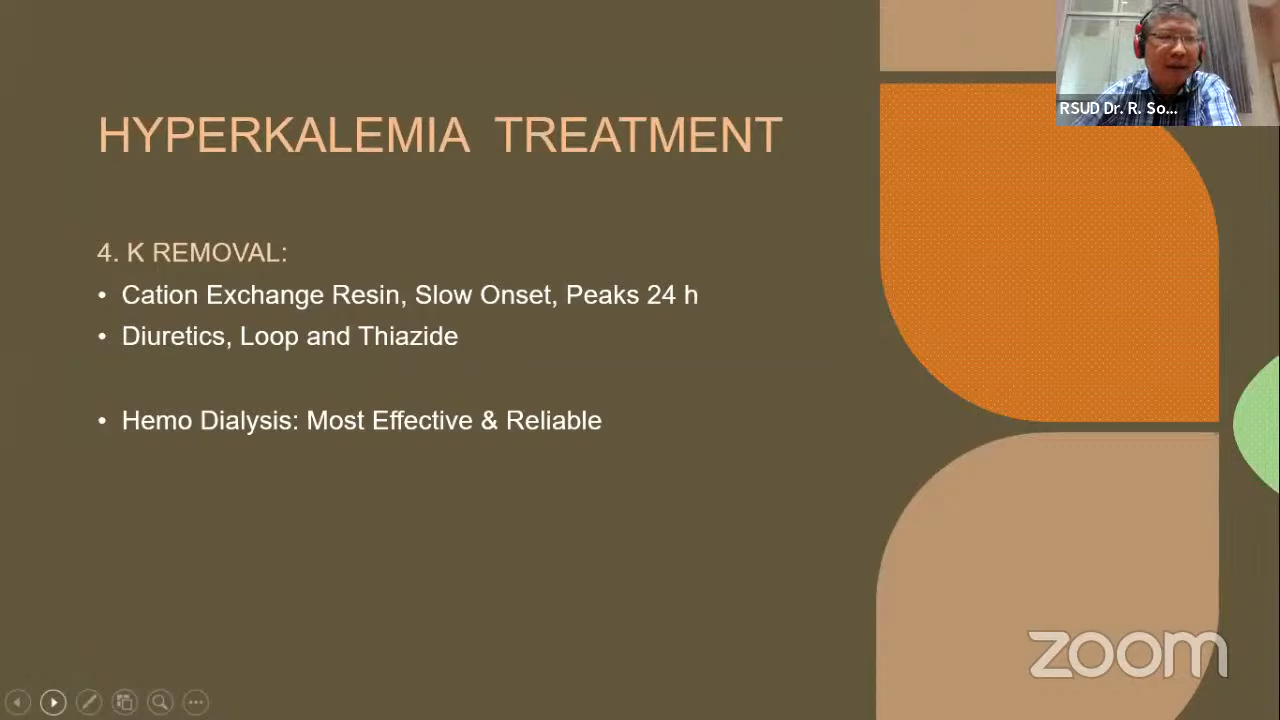 RSUD Dr. R. So...
HYPERKALEMIA TREATMENT
4. K REMOVAL:
• Cation Exchange Resin, Slow Onset, Peaks 24 h
• Diuretics, Loop and Thiazide
• Hemo Dialysis: Most Effective & Reliable
zoom